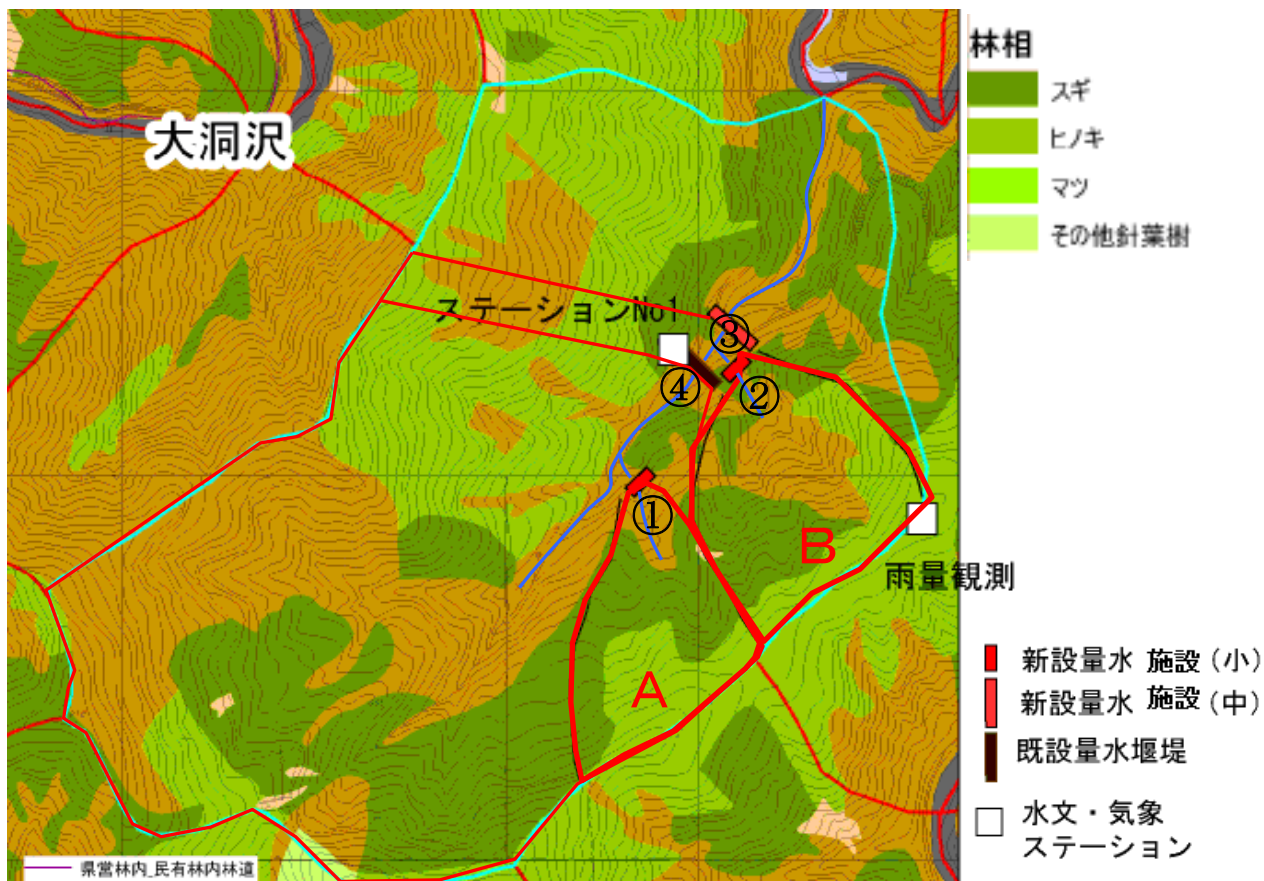 大洞沢
ステーションNo1
③
④
②
①
B
A
雨量観測
県営林内_民有林内林道
林相
スギ
ヒノキ
マツ
その他針葉樹
新設量水 施設(小)
新設量水 施設(中)
既設量水堰堤
水文・気象
ステーション